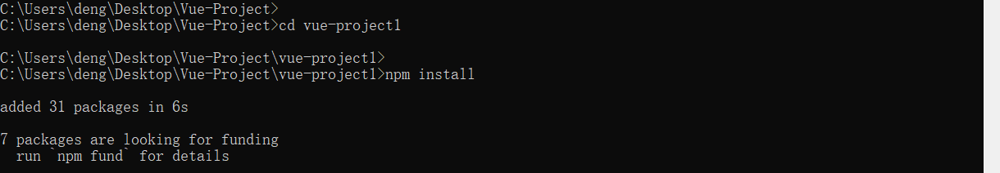 C:\Users\deng\Desktop\Vue-Project>
C:\Users\deng\Desktop\Vue-Project>cd vue-project1
C:\Users\deng\Desktop\Vue-Project\vue-project1>
C:\Users\deng\Desktop\Vue-Project\vue-project1>npm install
added 31 packages in 6s
7 packages are looking for funding
  run `npm fund` for details